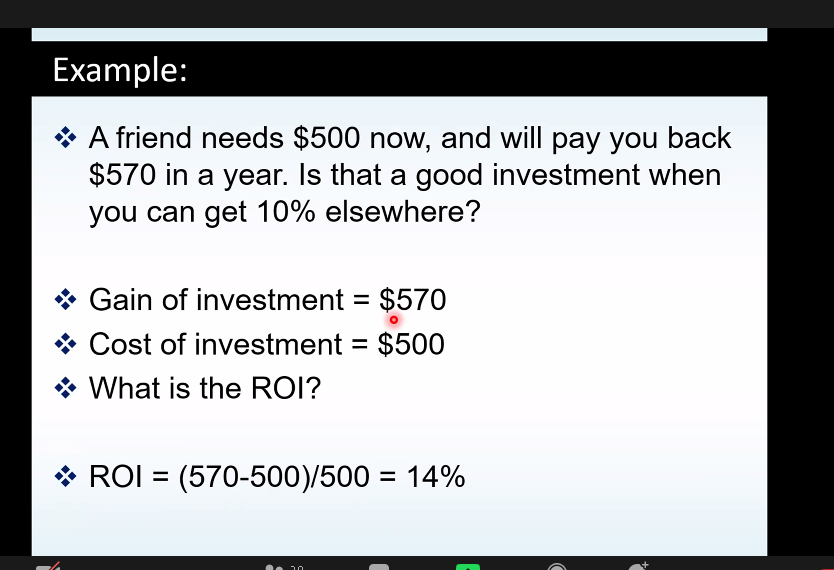 Example:
A friend needs $500 now, and will pay you back
$570 in a year. Is that a good investment when
you can get 10% elsewhere?
Gain of investment = $570
Cost of investment = $500
What is the ROI?
ROI = (570-500)/500 = 14%